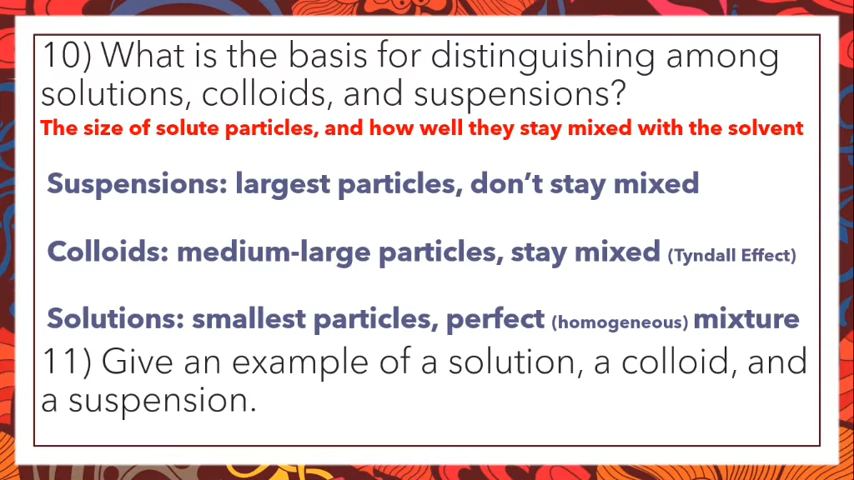 10) What is the basis for distinguishing among
solutions, colloids, and suspensions?
The size of solute particles, and how well they stay mixed with the solvent
Suspensions: largest particles, don’t stay mixed
Colloids: medium-large particles, stay mixed (Tyndall Effect)
Solutions: smallest particles, perfect (homogeneous) mixture
11) Give an example of a solution, a colloid, and
a suspension.